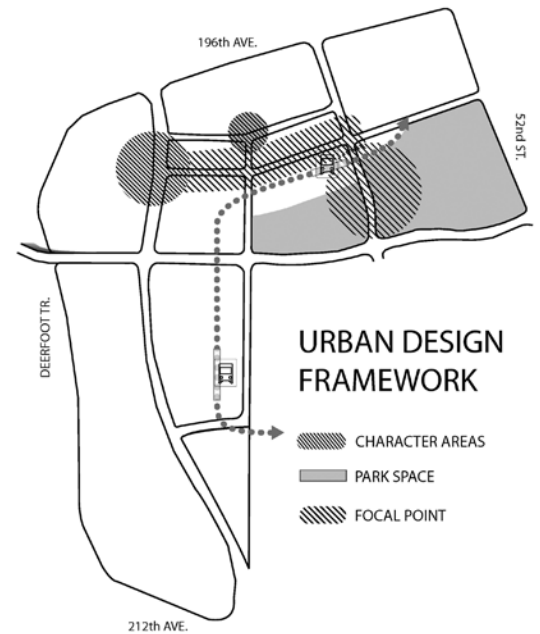 196th AVE.
52nd ST.
DEERFOOT TR.
URBAN DESIGN
FRAMEWORK
CHARACTER AREAS
PARK SPACE
FOCAL POINT
212th AVE.